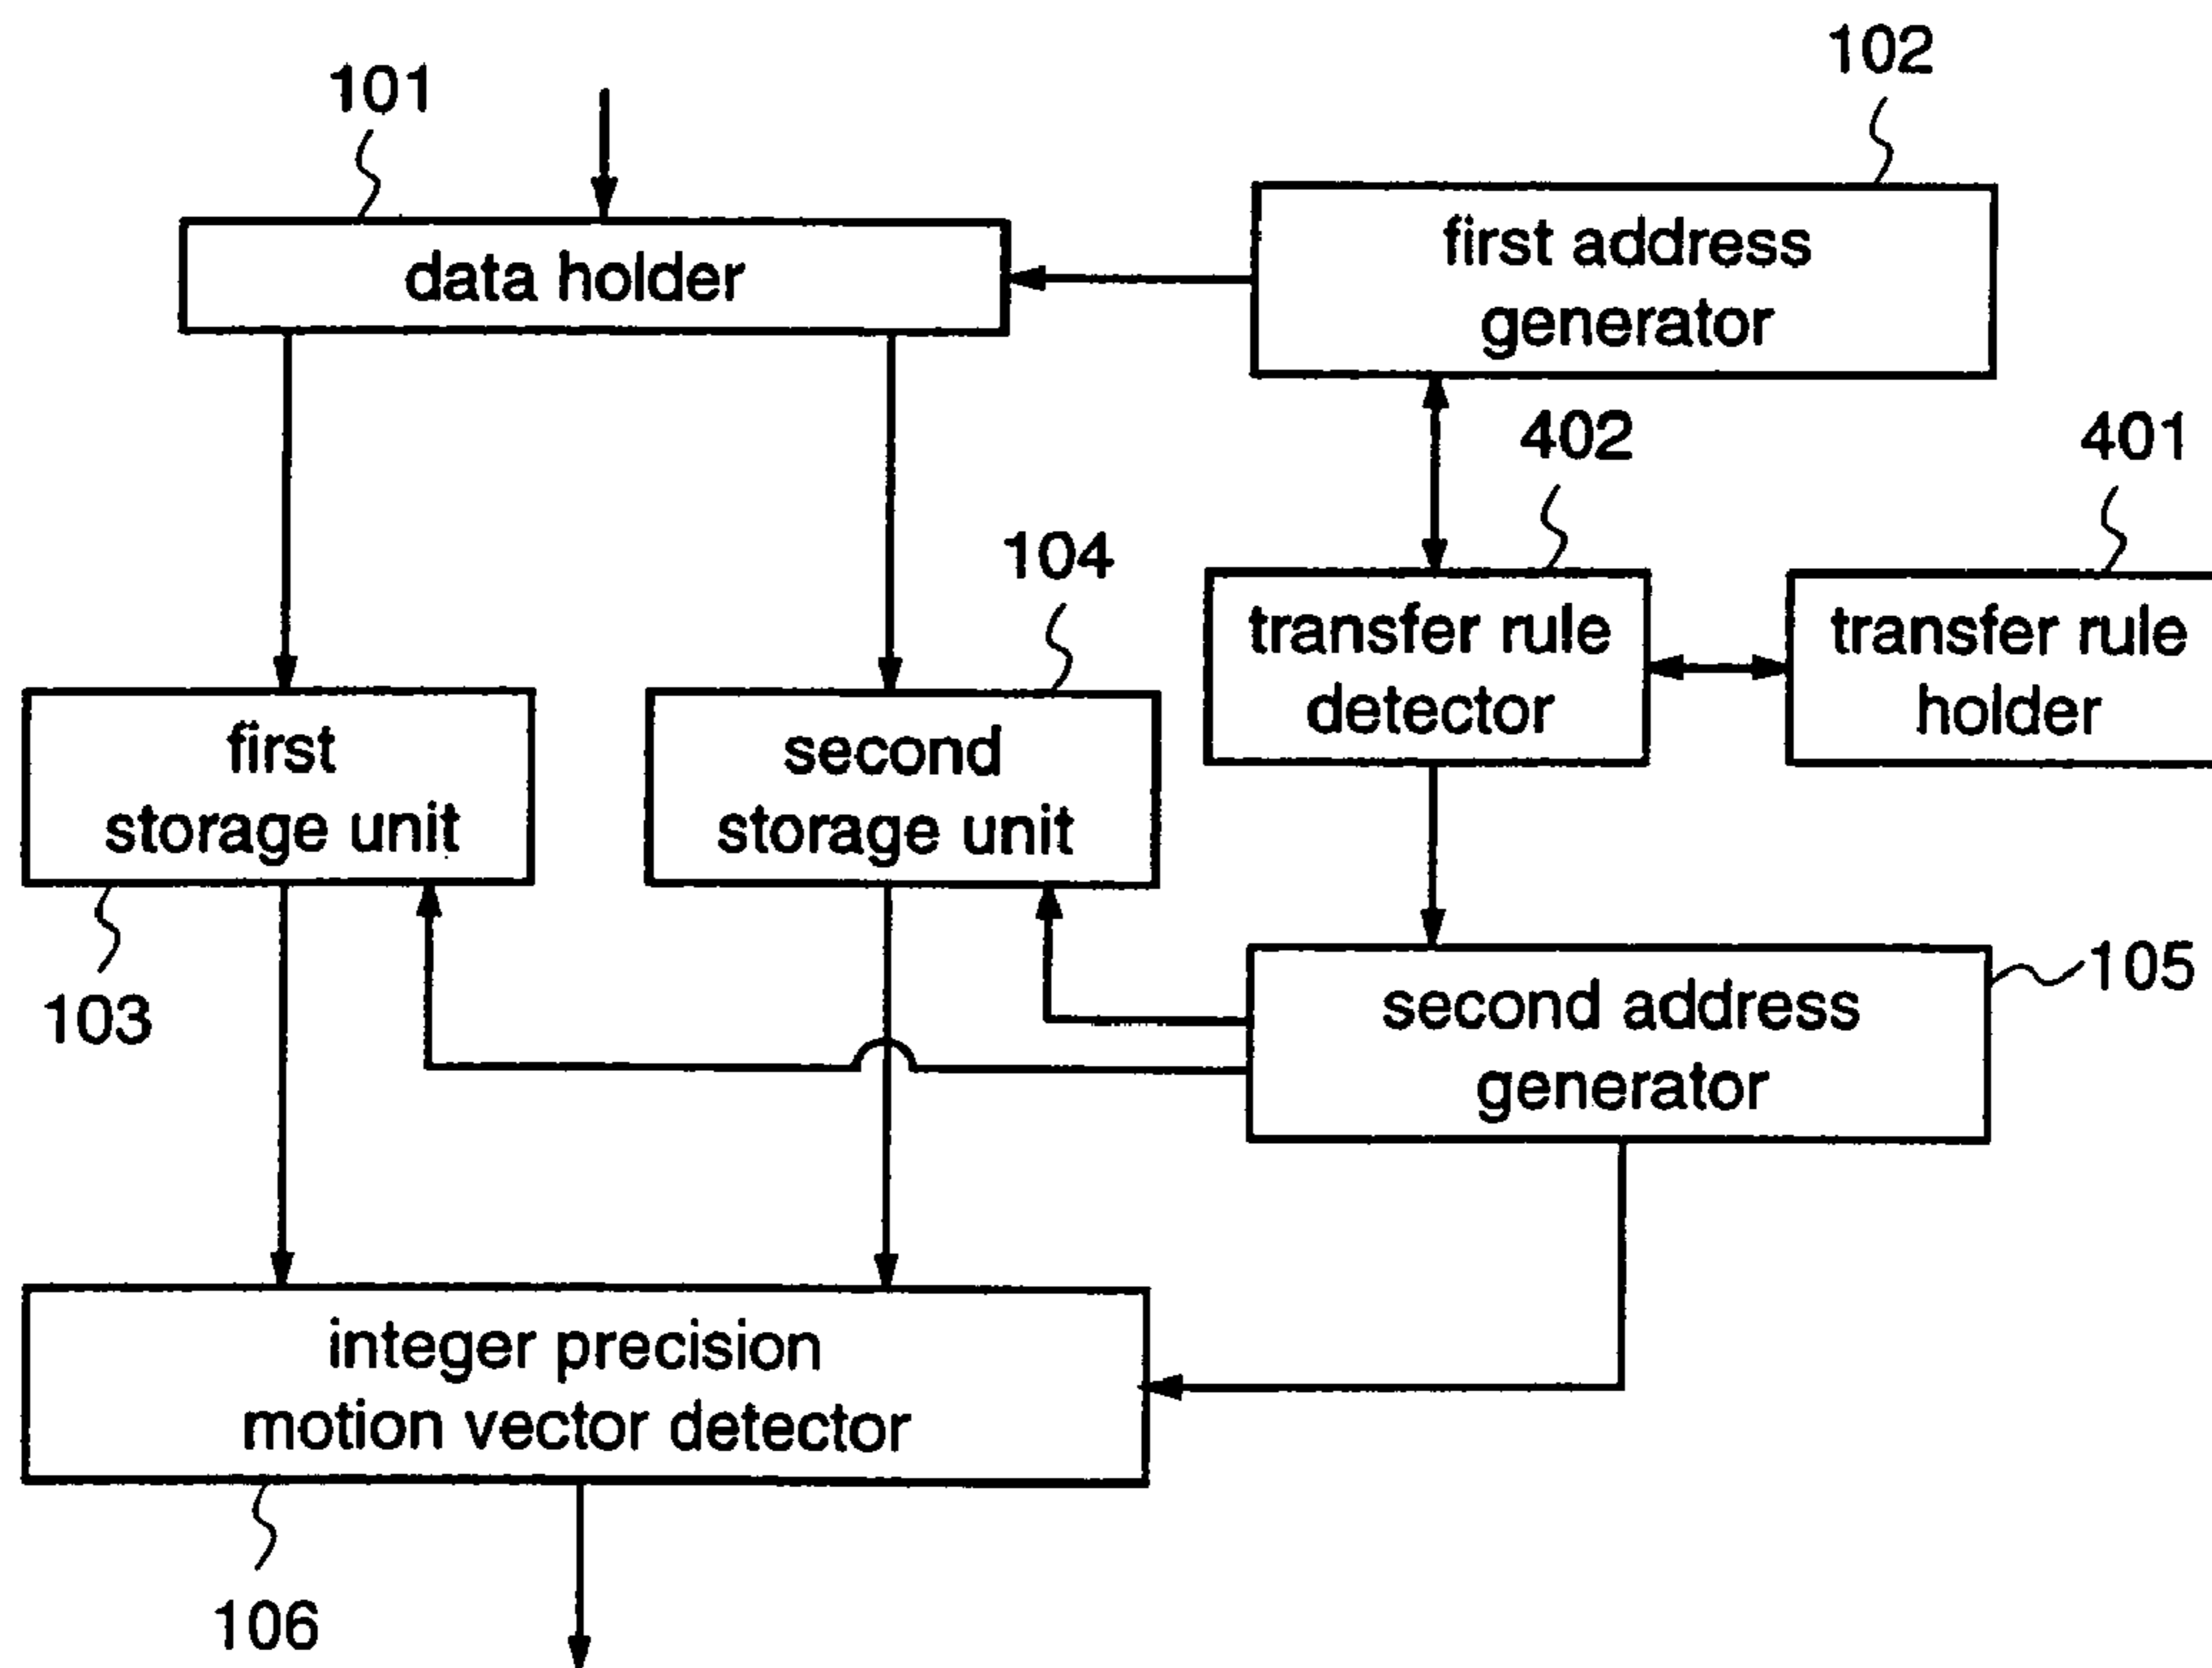 102
101
first address
generator
data holder
402
401
104
transfer rule
detector
transfer rule
holder
first
storage unit
second
storage unit
103
second address
generator
105
integer precision
motion vector detector
106